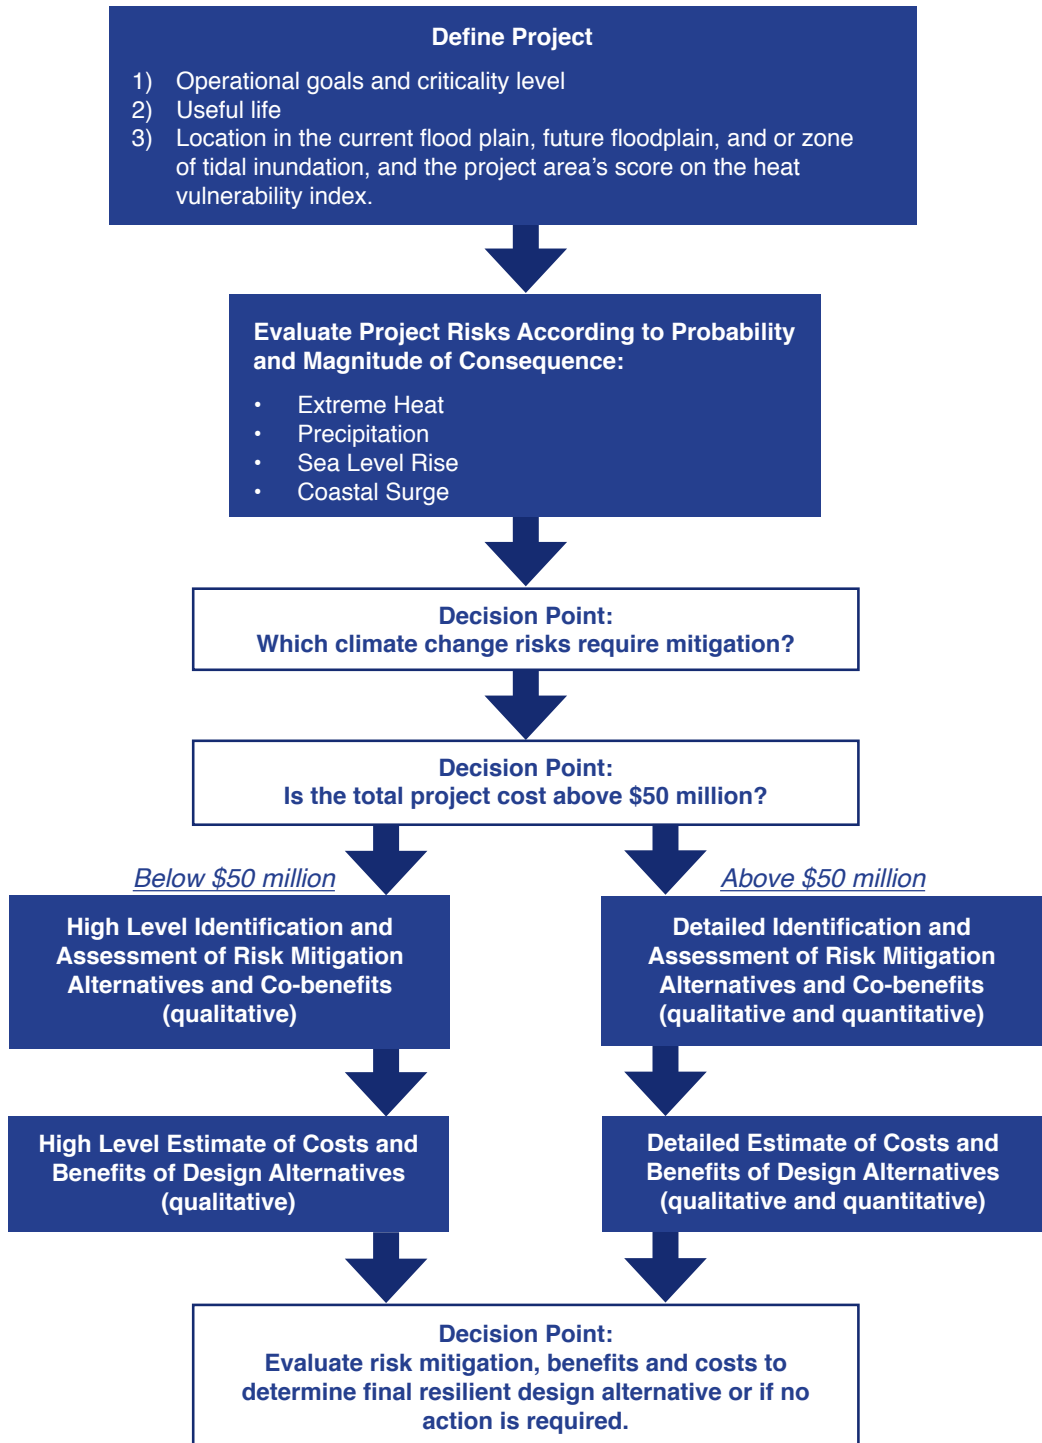 Define Project
1) Operational goals and criticality level
2) Useful life
3) Location in the current flood plain, future floodplain, and or zone
of tidal inundation, and the project area's score on the heat
vulnerability index.
Evaluate Project Risks According to Probability
and Magnitude of Consequence:
• Extreme Heat
• Precipitation
• Sea Level Rise
• Coastal Surge
Decision Point:
Which climate change risks require mitigation?
Decision Point:
Is the total project cost above $50 million?
Below $50 million
High Level Identification and
Assessment of Risk Mitigation
Alternatives and Co-benefits
(qualitative)
High Level Estimate of Costs and
Benefits of Design Alternatives
(qualitative)
Above $50 million
Detailed Identification and
Assessment of Risk Mitigation
Alternatives and Co-benefits
(qualitative and quantitative)
Detailed Estimate of Costs and
Benefits of Design Alternatives
(qualitative and quantitative)
Decision Point:
Evaluate risk mitigation, benefits and costs to
determine final resilient design alternative or if no
action is required.